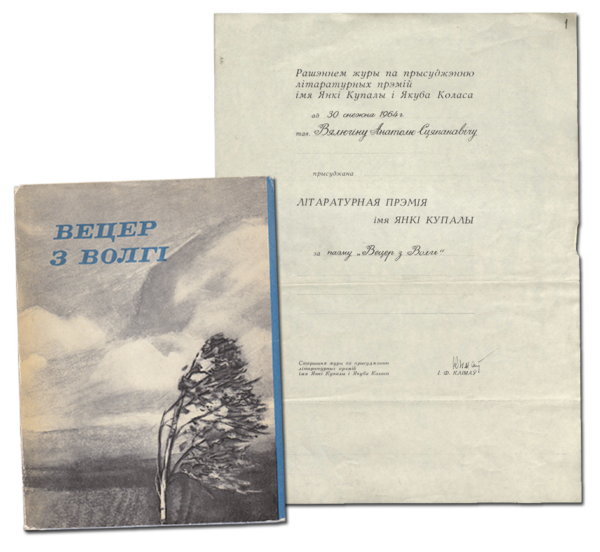 ВЕЦЕР
З ВОЛГІ
1
Рашэннем журы па прысуджэнню
літаратурных прэмій
імя Янкі Купалы і Якуба Коласа
ад 30 снежня 1964 г.
тав. Вялюгіну Анатолю Сцяпанавічу
прысуджана
ЛІТАРАТУРНАЯ ПРЭМІЯ
імя ЯНКІ КУПАЛЫ
за паэму „Вецер з Волгі“
Старшыня журы па прысуджэнню
літаратурных прэмій
імя Янкі Купалы і Якуба Коласа
І. Ф. КЛІМАЎ